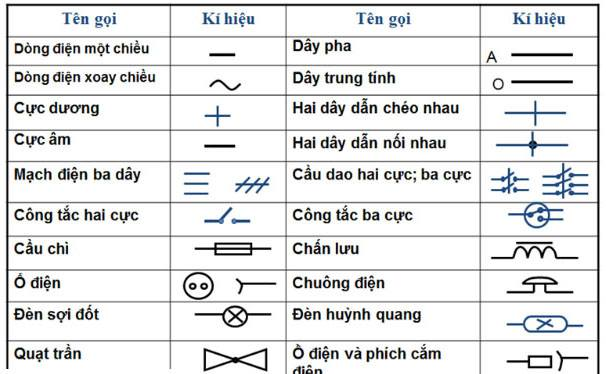 Tên gọi Kí hiệu Tên gọi Kí hiệu
Dòng điện một chiều Dây pha A
Dòng điện xoay chiều Dây trung tính O
Cực dương Hai dây dẫn chéo nhau
Cực âm Hai dây dẫn nối nhau
Mạch điện ba dây Cầu dao hai cực; ba cực
Công tắc hai cực Công tắc ba cực
Cầu chì Chấn lưu
Ổ điện Chuông điện
Đèn sợi đốt Đèn huỳnh quang
Quạt trần Ổ điện và phích cắm
điện